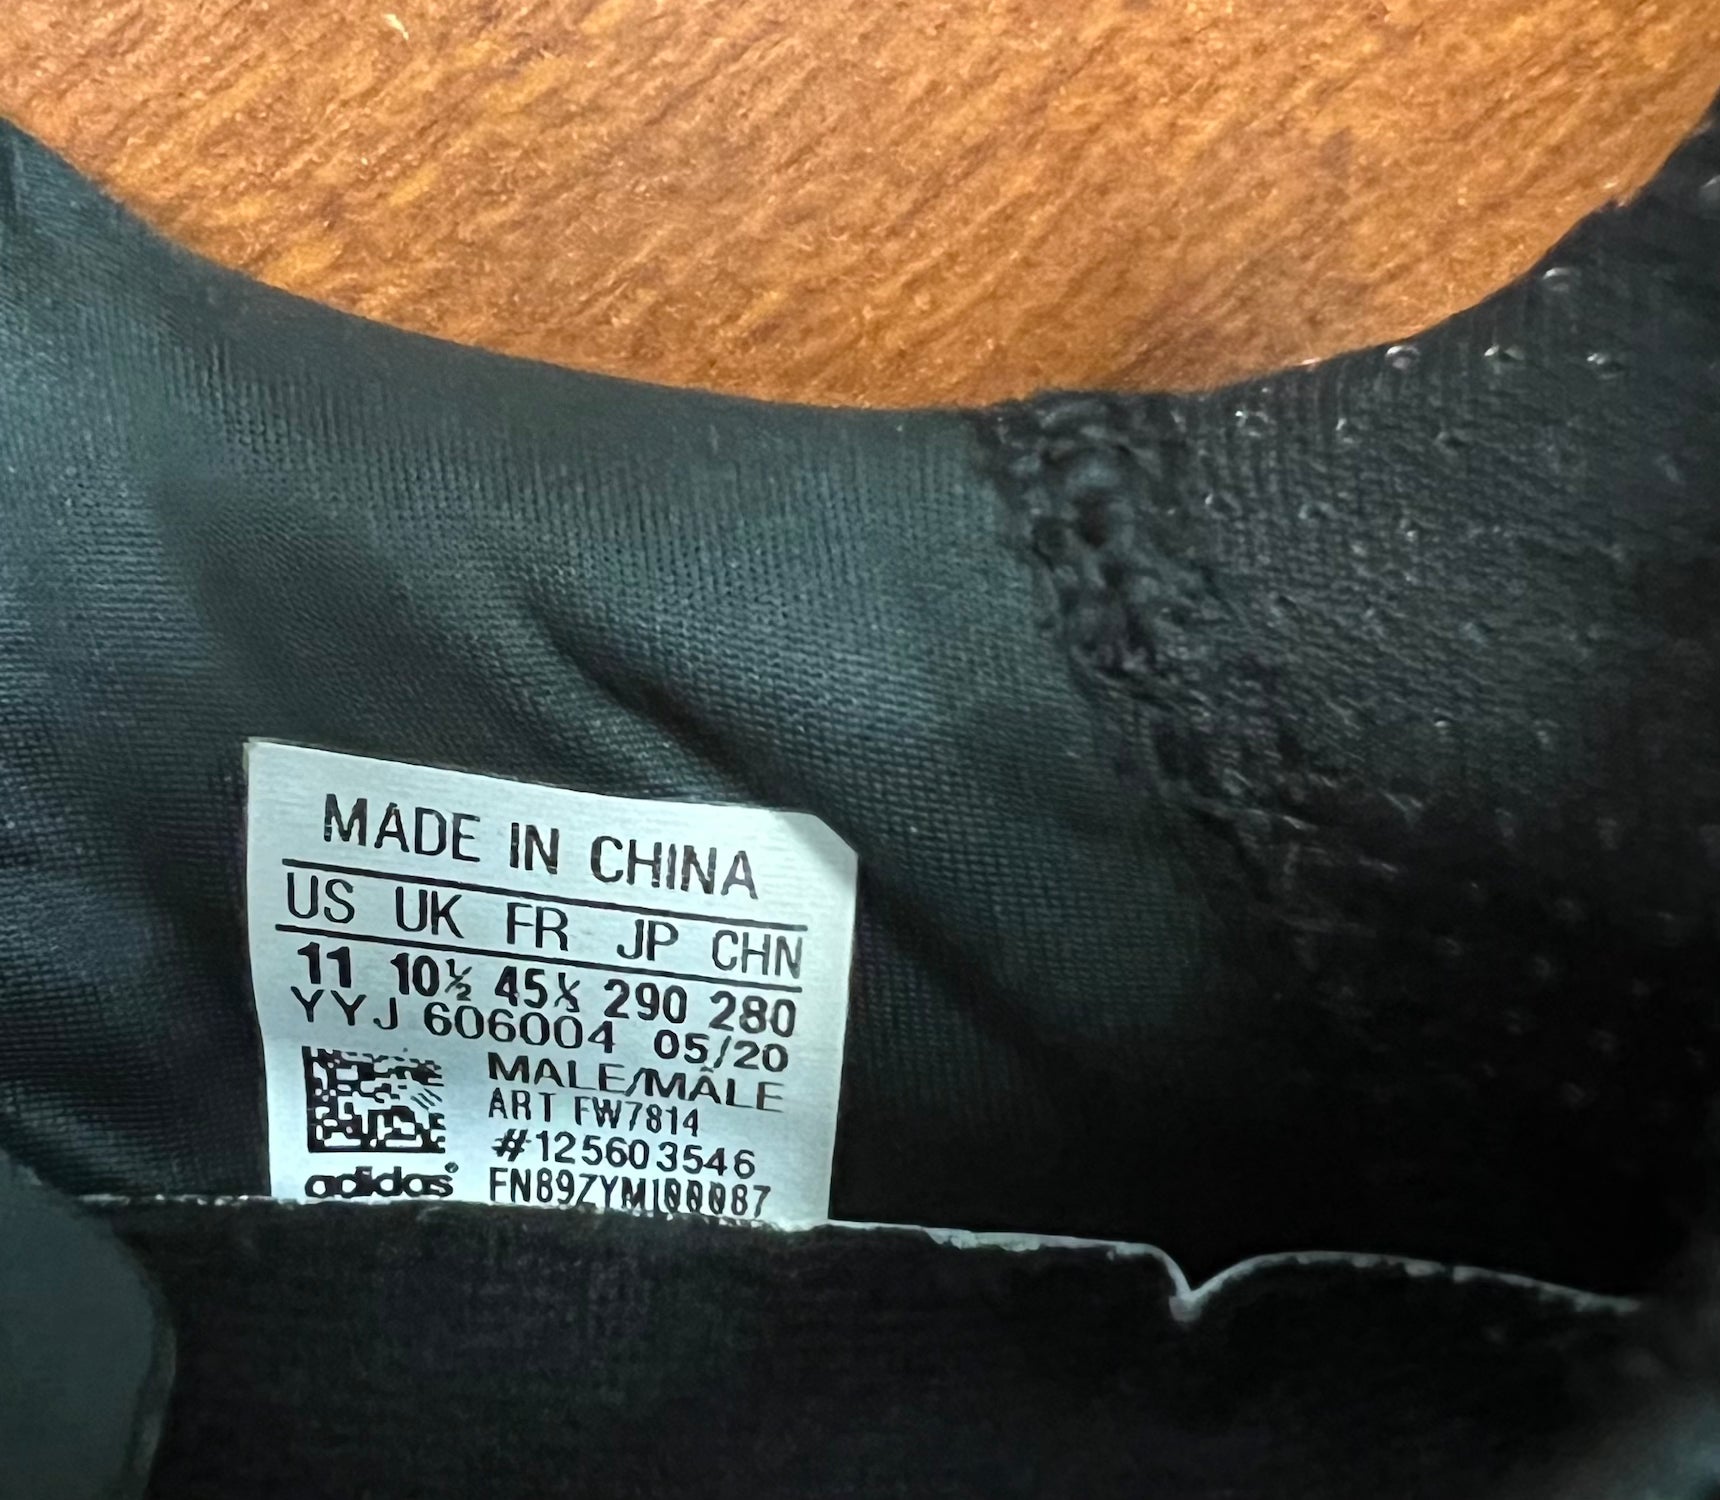 MADE IN CHINA
US UK FR JP CHN
11 10½ 45⅓ 290 280
YYJ 606004 05/20
MALE/MÂLE
ART FW7814
#125603546
adidas FN89ZYM100087